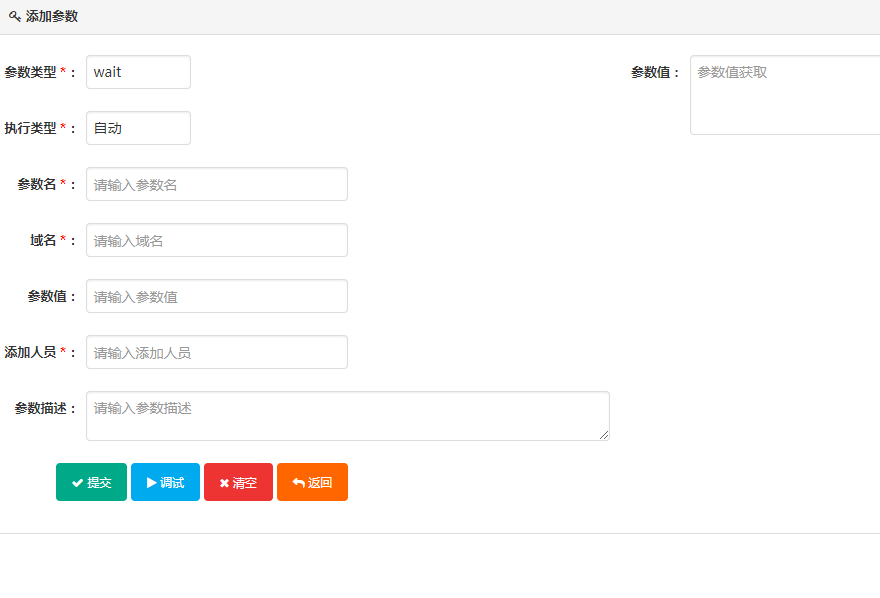 添加参数
参数类型 * ： wait
参数值： 参数值获取
执行类型 * ： 自动
参数名 * ： 请输入参数名
域名 * ： 请输入域名
参数值： 请输入参数值
添加人员 * ： 请输入添加人员
参数描述： 请输入参数描述
提交 调试 清空 返回